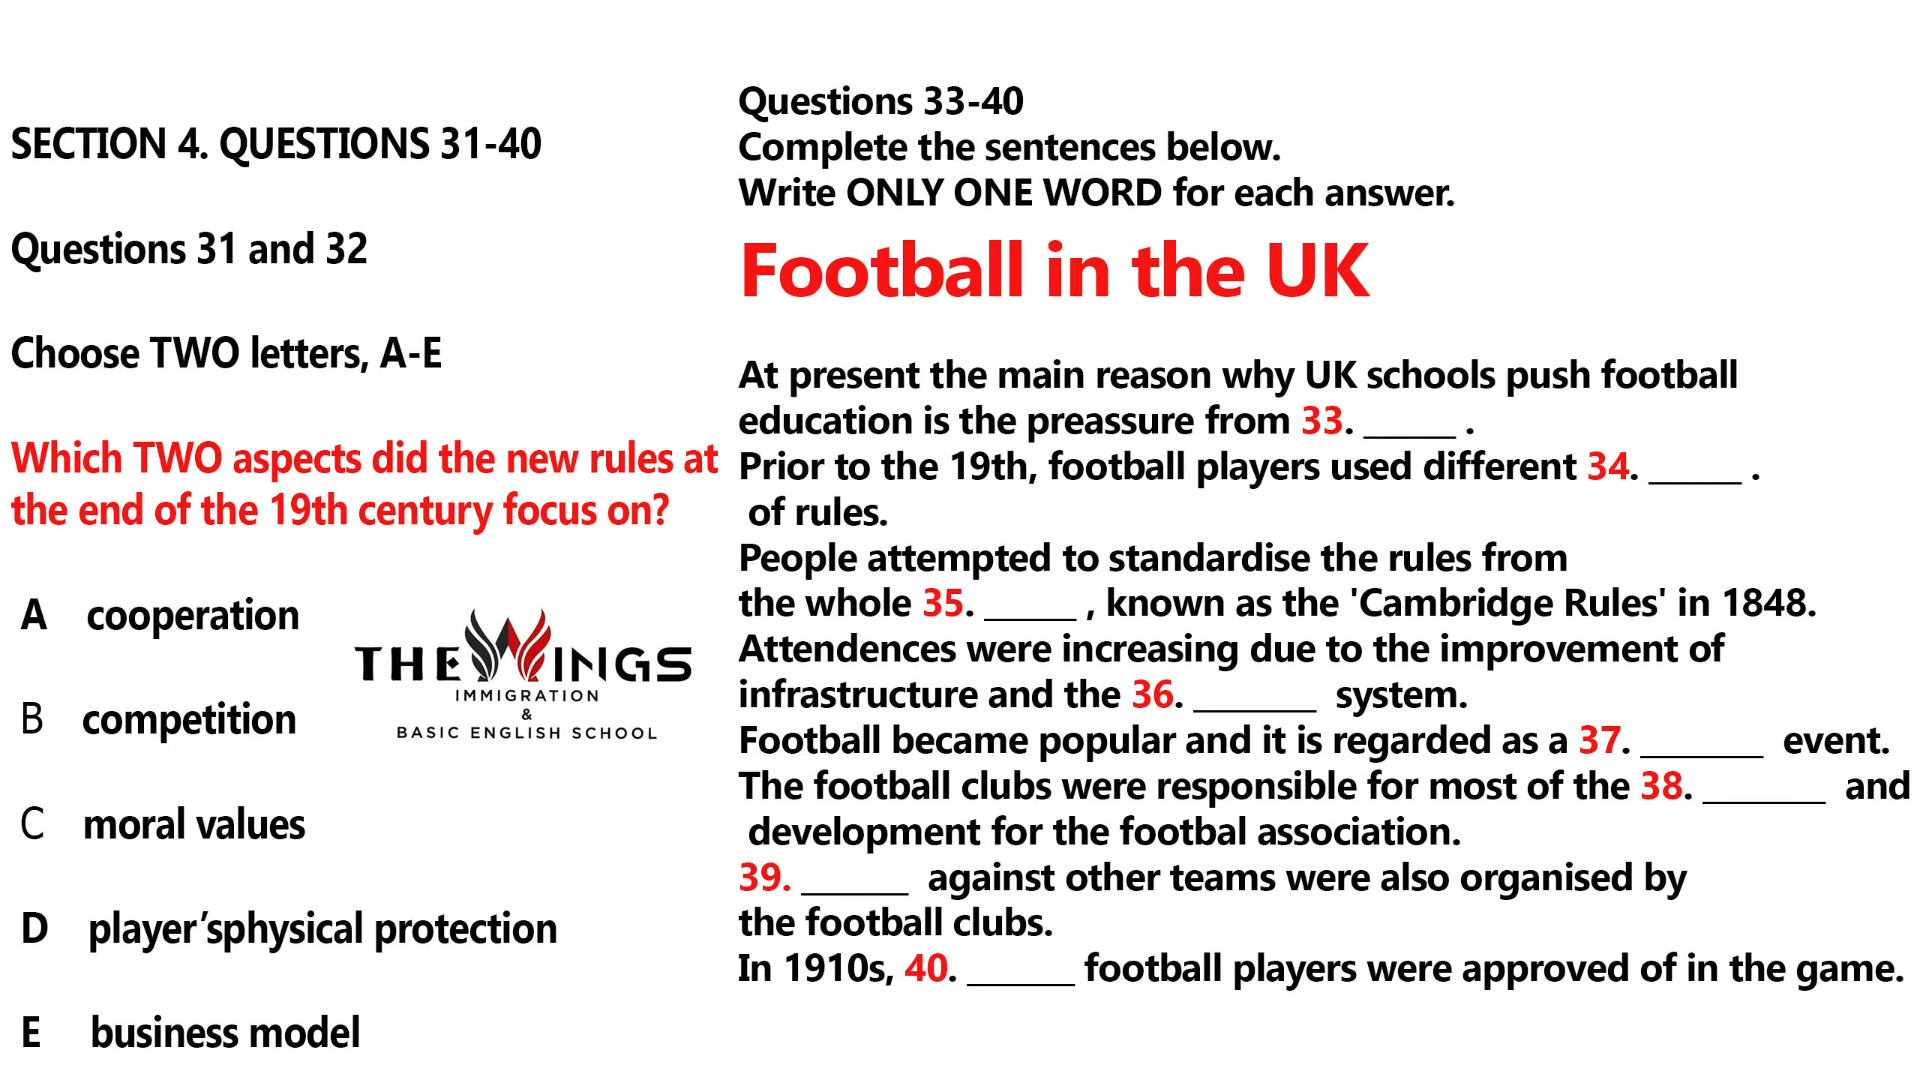 SECTION 4. QUESTIONS 31-40
Questions 31 and 32
Choose TWO letters, A-E
Which TWO aspects did the new rules at
the end of the 19th century focus on?
A cooperation
B competition
C moral values
D player’sphysical protection
E business model
THE WINGS
IMMIGRATION
&
BASIC ENGLISH SCHOOL
Questions 33-40
Complete the sentences below.
Write ONLY ONE WORD for each answer.
Football in the UK
At present the main reason why UK schools push football
education is the preassure from 33. _____ .
Prior to the 19th, football players used different 34. _____ .
of rules.
People attempted to standardise the rules from
the whole 35. _____ , known as the 'Cambridge Rules' in 1848.
Attendences were increasing due to the improvement of
infrastructure and the 36. _______ system.
Football became popular and it is regarded as a 37. _______ event.
The football clubs were responsible for most of the 38. _______ and
development for the footbal association.
39. ______ against other teams were also organised by
the football clubs.
In 1910s, 40. ______ football players were approved of in the game.